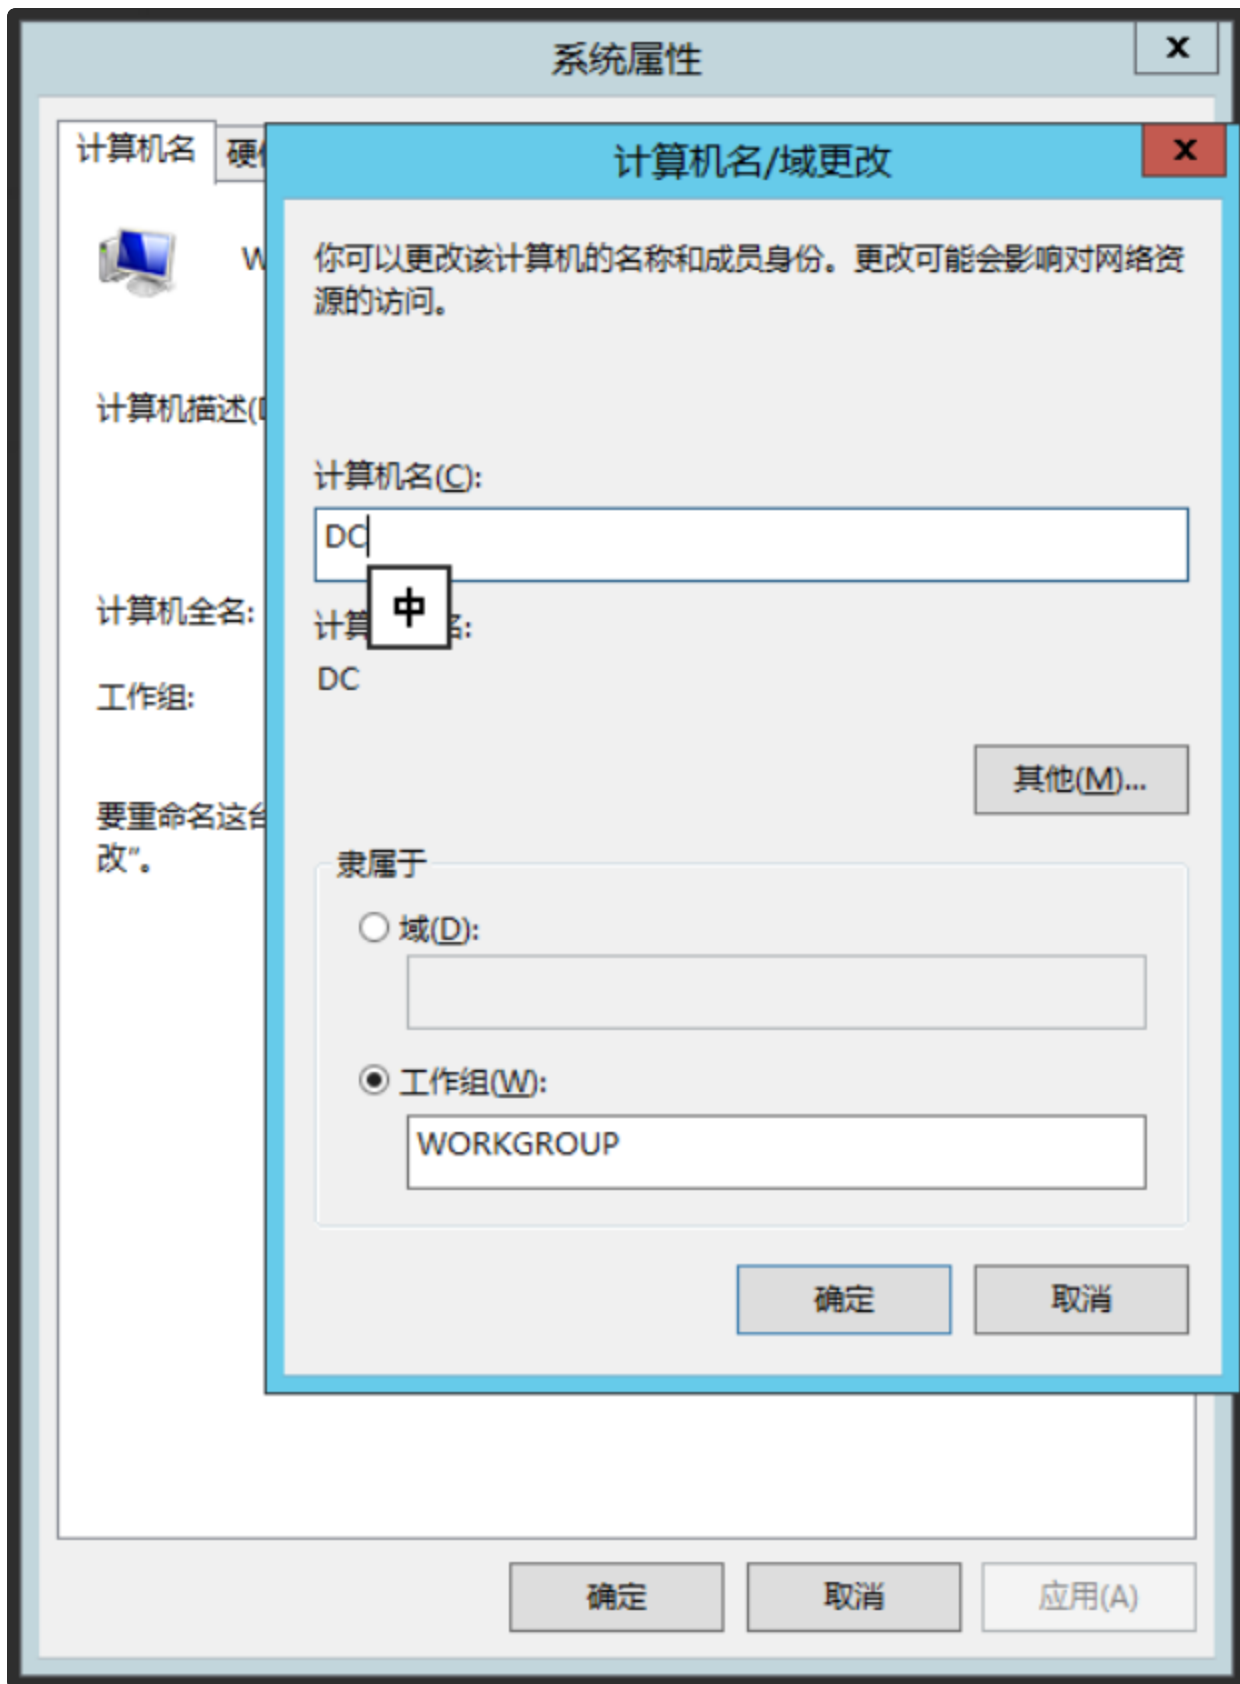 系统属性
计算机名
计算机描述
计算机全名:
工作组:
要重命名这台
改”。
计算机名/域更改
你可以更改该计算机的名称和成员身份。更改可能会影响对网络资
源的访问。
计算机名(C):
DC
中
DC
其他(M)...
隶属于
域(D):
工作组(W):
WORKGROUP
确定
取消
确定
取消
应用(A)